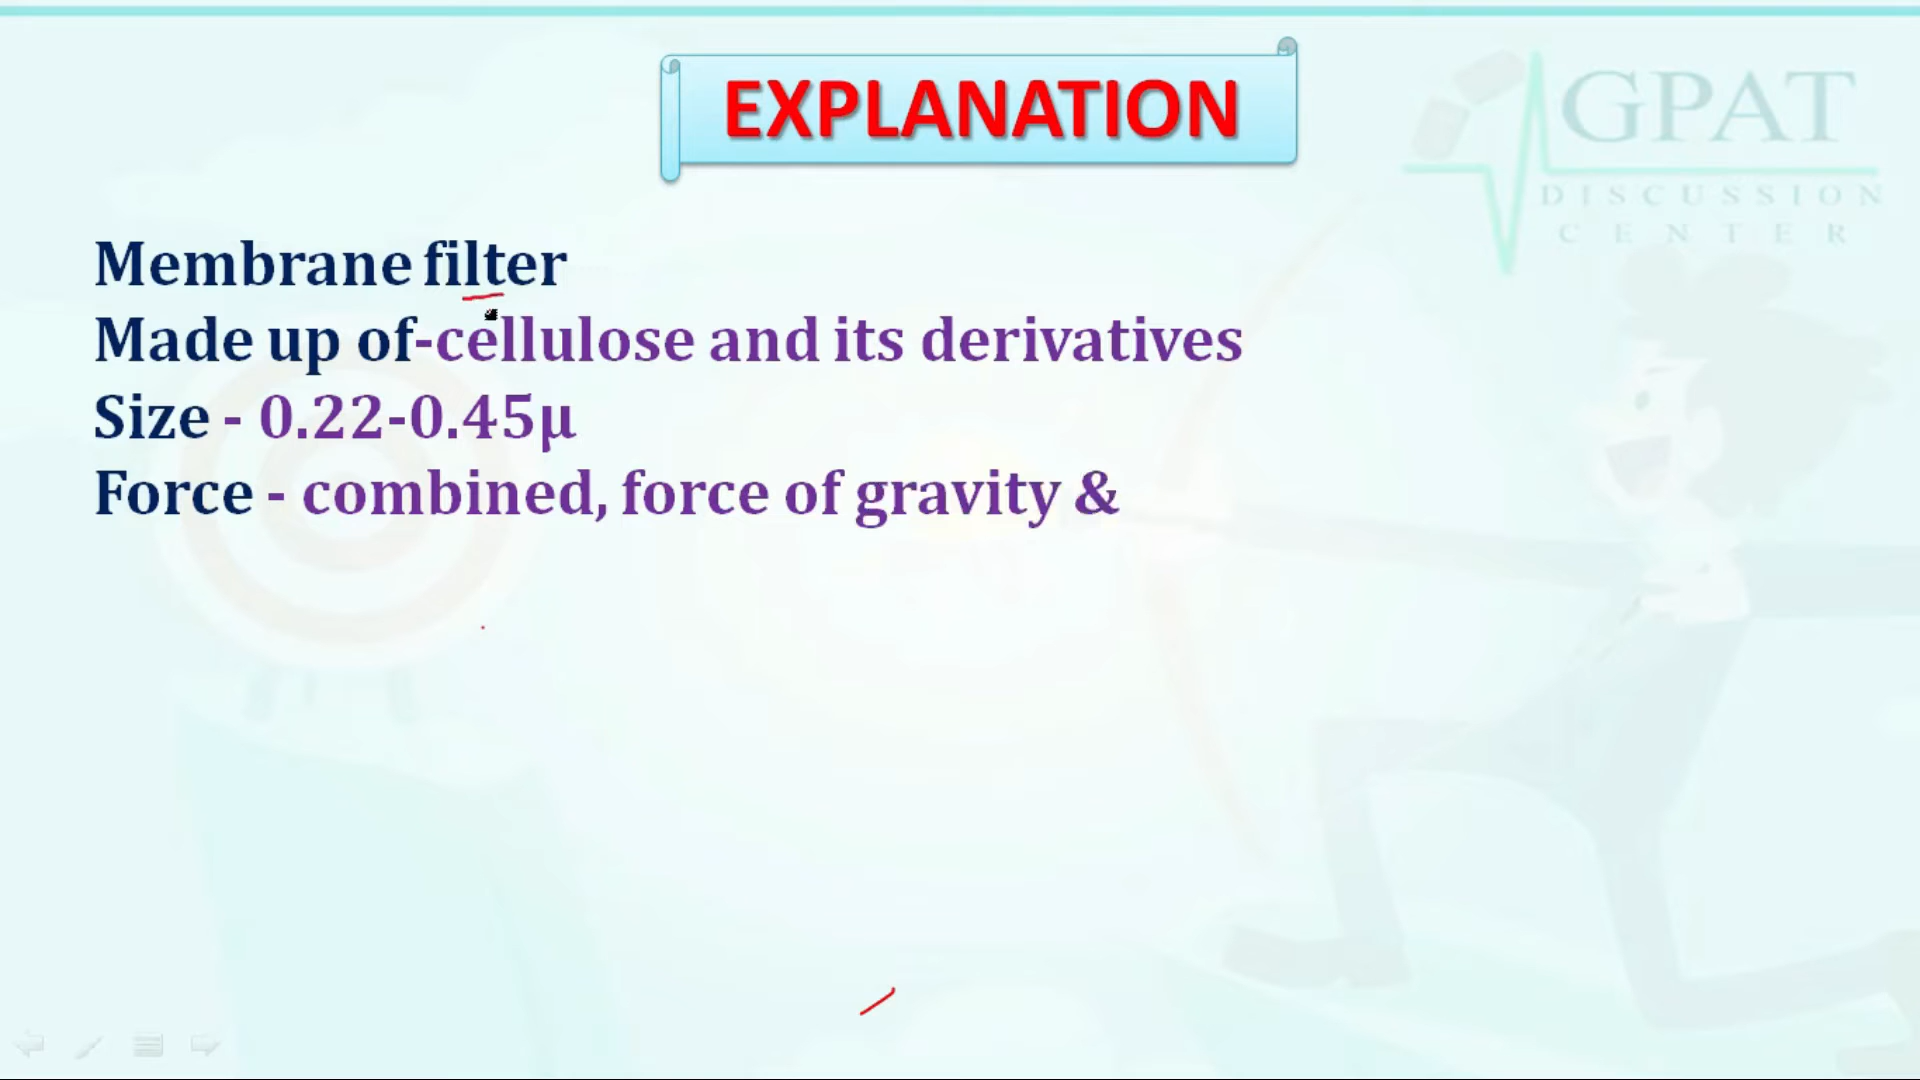 EXPLANATION
GPAT
DISCUSSION
CENTER
Membrane filter
Made up of-cellulose and its derivatives
Size - 0.22-0.45µ
Force - combined, force of gravity &